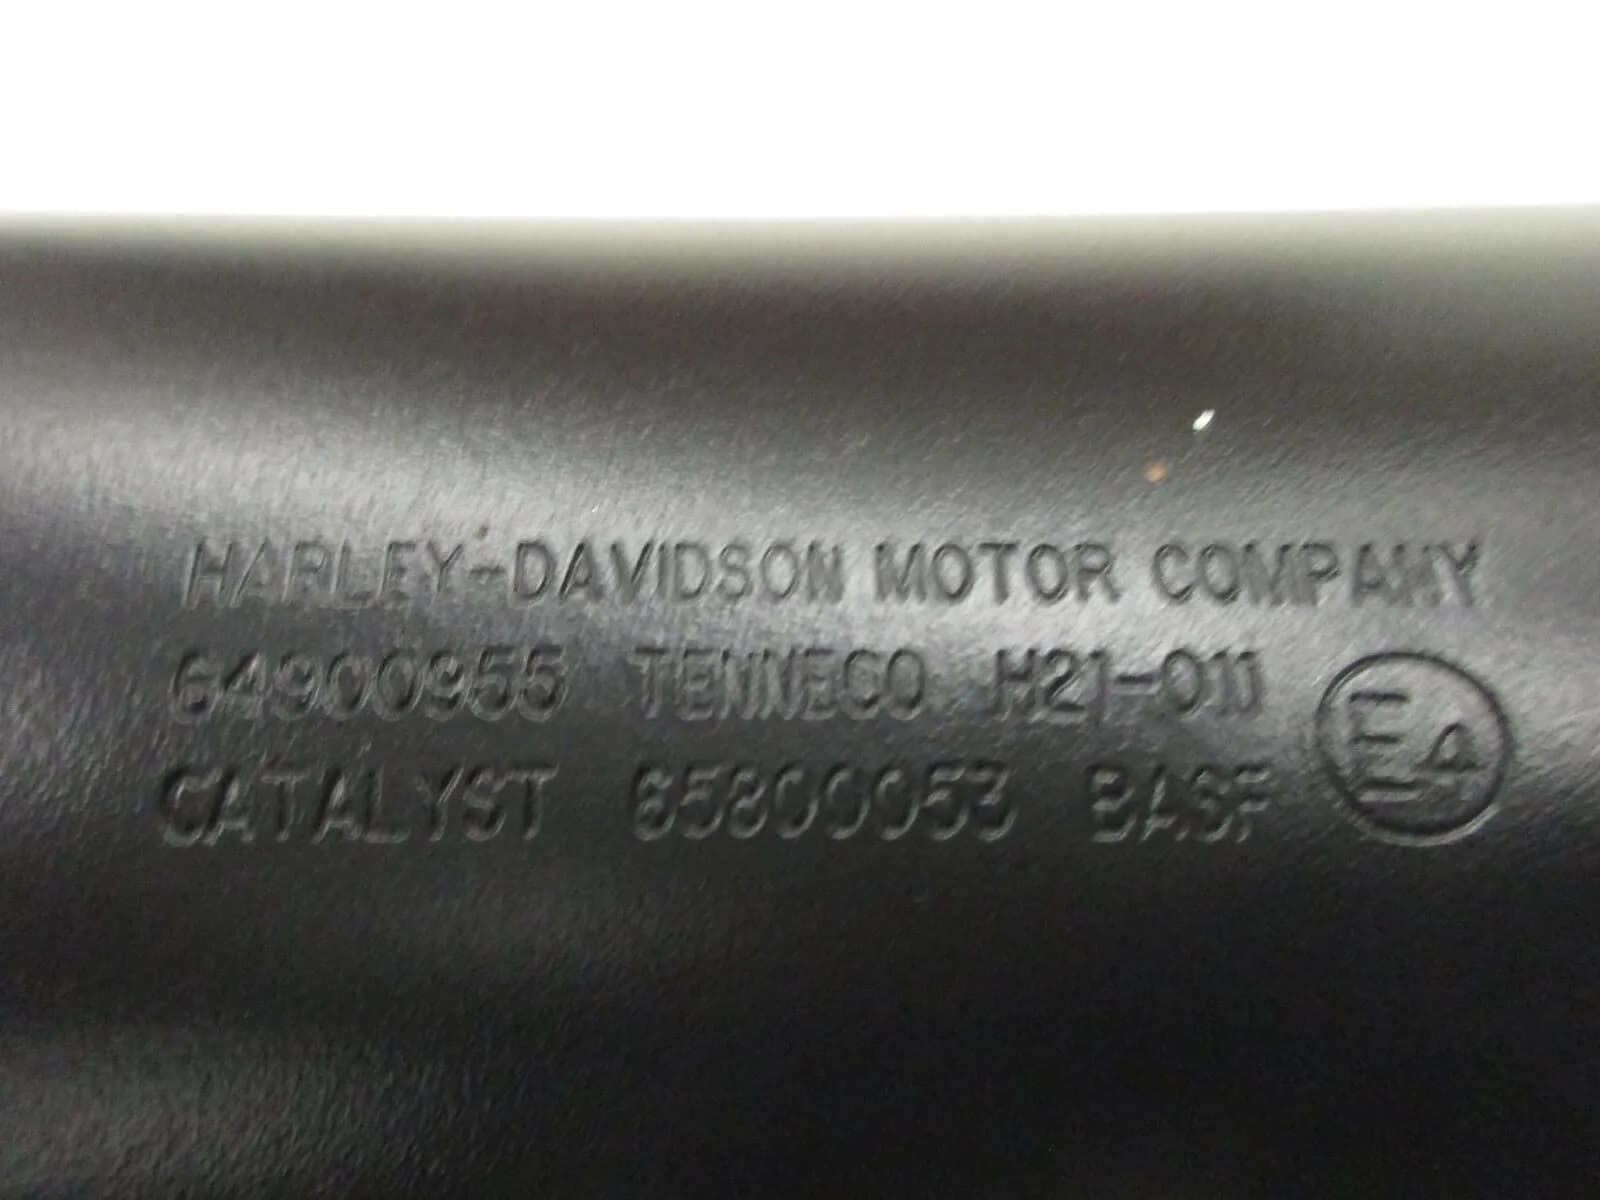 HARLEY-DAVIDSON MOTOR COMPANY
64900955 TENNECO H21-011
CATALYST 65800053 BASF
E4